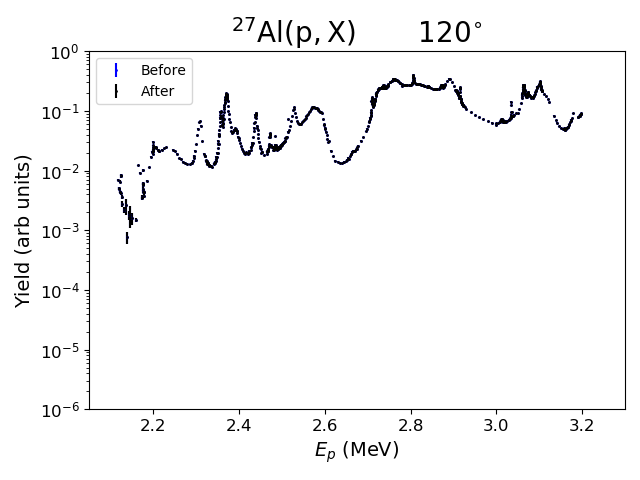 ²⁷Al(p, X)    120°
10⁰
10⁻¹
10⁻²
10⁻³
10⁻⁴
10⁻⁵
10⁻⁶
Yield (arb units)
Before
After
2.2 2.4 2.6 2.8 3.0 3.2
Eₚ (MeV)